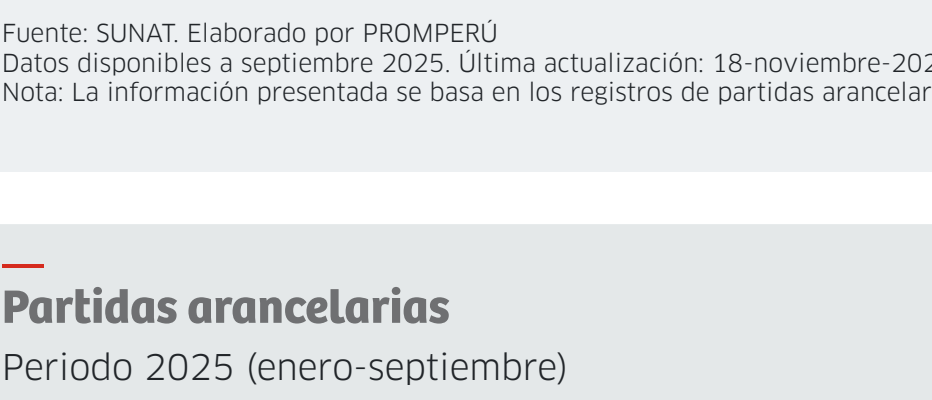 Fuente: SUNAT. Elaborado por PROMPERÚ
Datos disponibles a septiembre 2025. Última actualización: 18-noviembre-202
Nota: La información presentada se basa en los registros de partidas arancelar
Partidas arancelarias
Periodo 2025 (enero-septiembre)